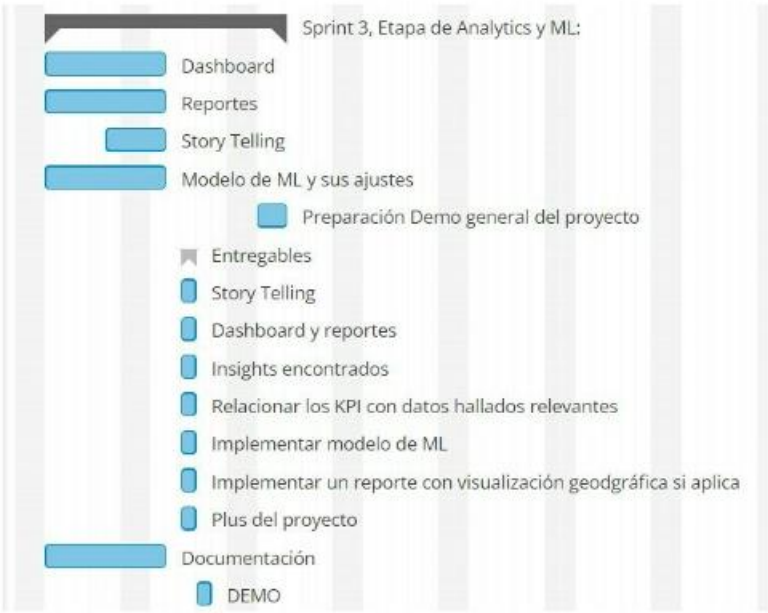 Sprint 3, Etapa de Analytics y ML:
Dashboard
Reportes
Story Telling
Modelo de ML y sus ajustes
Preparación Demo general del proyecto
Entregables
Story Telling
Dashboard y reportes
Insights encontrados
Relacionar los KPI con datos hallados relevantes
Implementar modelo de ML
Implementar un reporte con visualización geodgráfica si aplica
Plus del proyecto
Documentación
DEMO